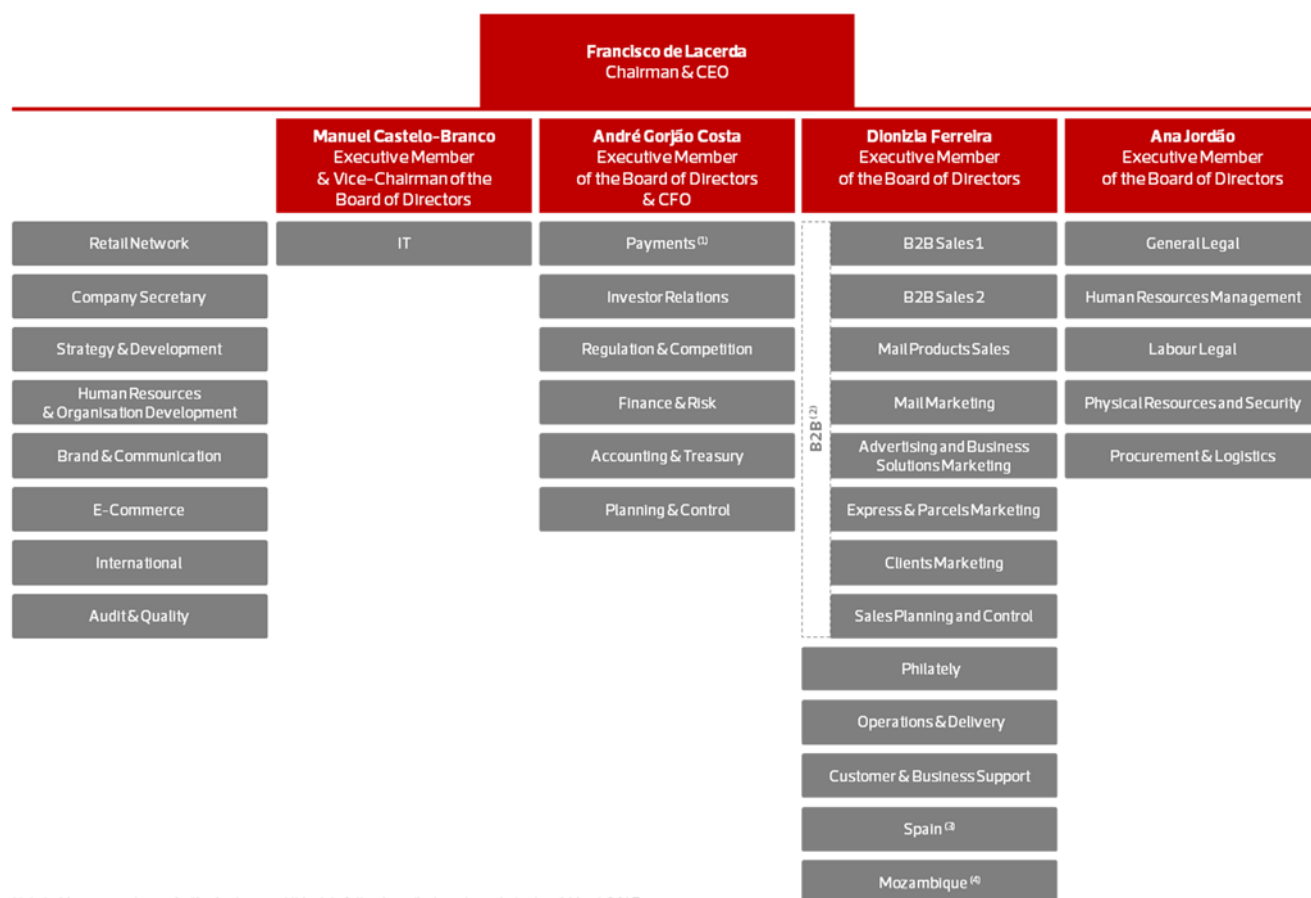 Francisco de Lacerda
Chairman & CEO
Manuel Castelo-Branco
Executive Member
& Vice-Chairman of the
Board of Directors
André Gorjão Costa
Executive Member
of the Board of Directors
& CFO
Dionizia Ferreira
Executive Member
of the Board of Directors
Ana Jordão
Executive Member
of the Board of Directors
Retail Network
Company Secretary
Strategy & Development
Human Resources
& Organisation Development
Brand & Communication
E-Commerce
International
Audit & Quality
IT
Payments (1)
Investor Relations
Regulation & Competition
Finance & Risk
Accounting & Treasury
Planning & Control
B2B (2)
B2B Sales 1
B2B Sales 2
Mail Products Sales
Mail Marketing
Advertising and Business
Solutions Marketing
Express & Parcels Marketing
Clients Marketing
Sales Planning and Control
Philately
Operations & Delivery
Customer & Business Support
Spain (3)
Mozambique (4)
General Legal
Human Resources Management
Labour Legal
Physical Resources and Security
Procurement & Logistics